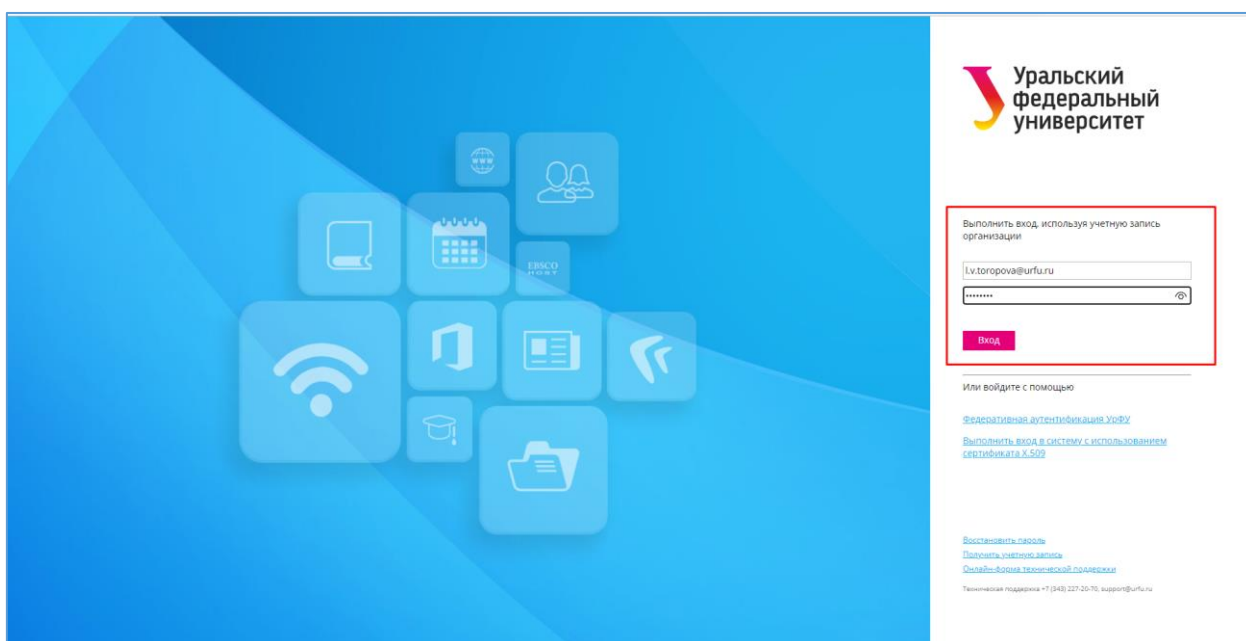 Уральский
федеральный
университет
Выполнить вход, используя учетную запись
организации
l.v.toropova@urfu.ru
••••••••
EBSCO
HOST
Вход
Или войдите с помощью
Федеративная аутентификация УрФУ
Выполнить вход в систему с использованием
сертификата X.509
Восстановить пароль
Получить учетную запись
Онлайн-форма технической поддержки
Техническая поддержка +7 (343) 227-20-70, support@urfu.ru